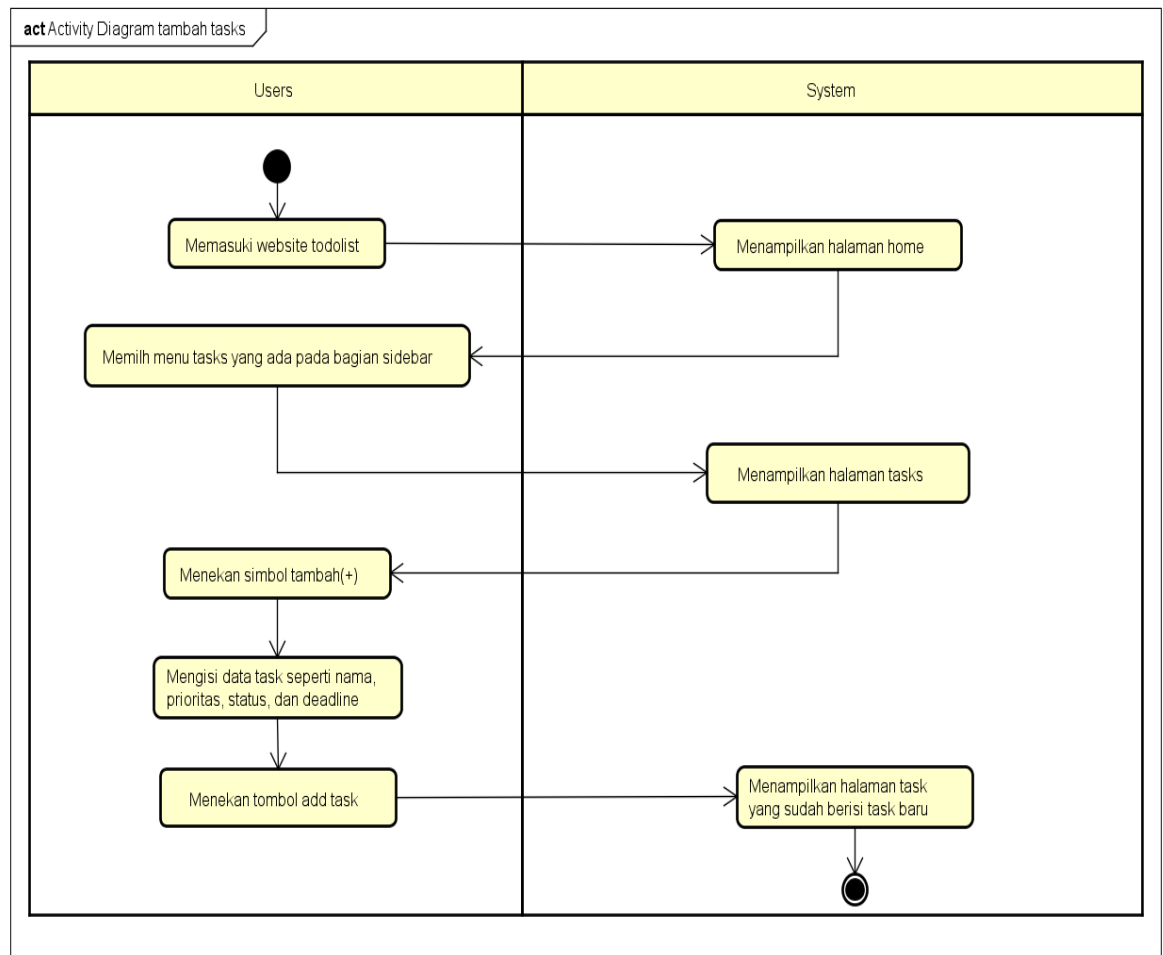 act Activity Diagram tambah tasks
Users
System
Memasuki website todolist
Menampilkan halaman home
Memilh menu tasks yang ada pada bagian sidebar
Menampilkan halaman tasks
Menekan simbol tambah(+)
Mengisi data task seperti nama,
prioritas, status, dan deadline
Menekan tombol add task
Menampilkan halaman task
yang sudah berisi task baru